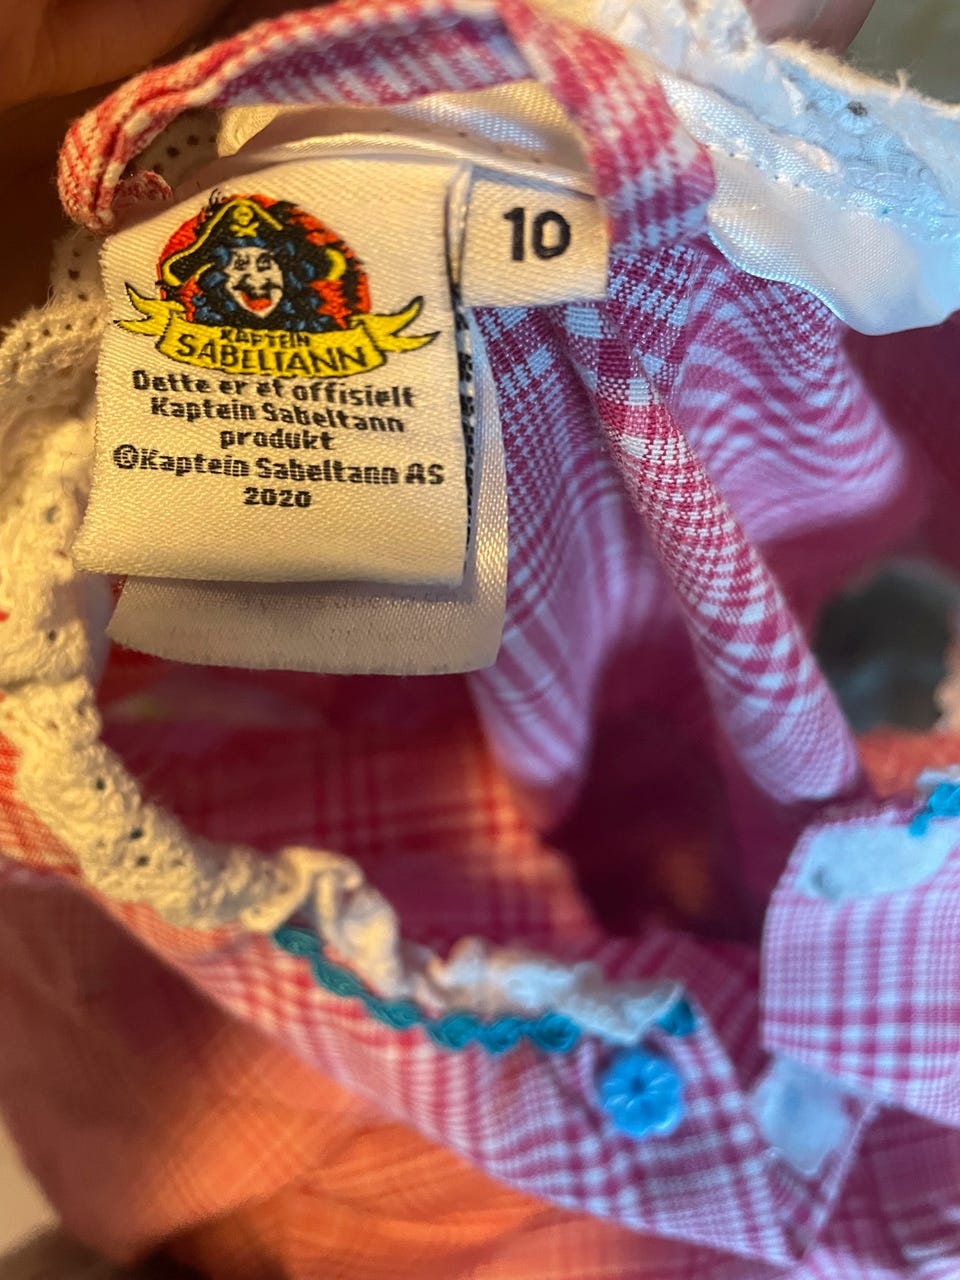 KAPTEIN
SABELTANN
Dette er et offisielt
Kaptein Sabeltann
produkt
©Kaptein Sabeltann AS
2020
10